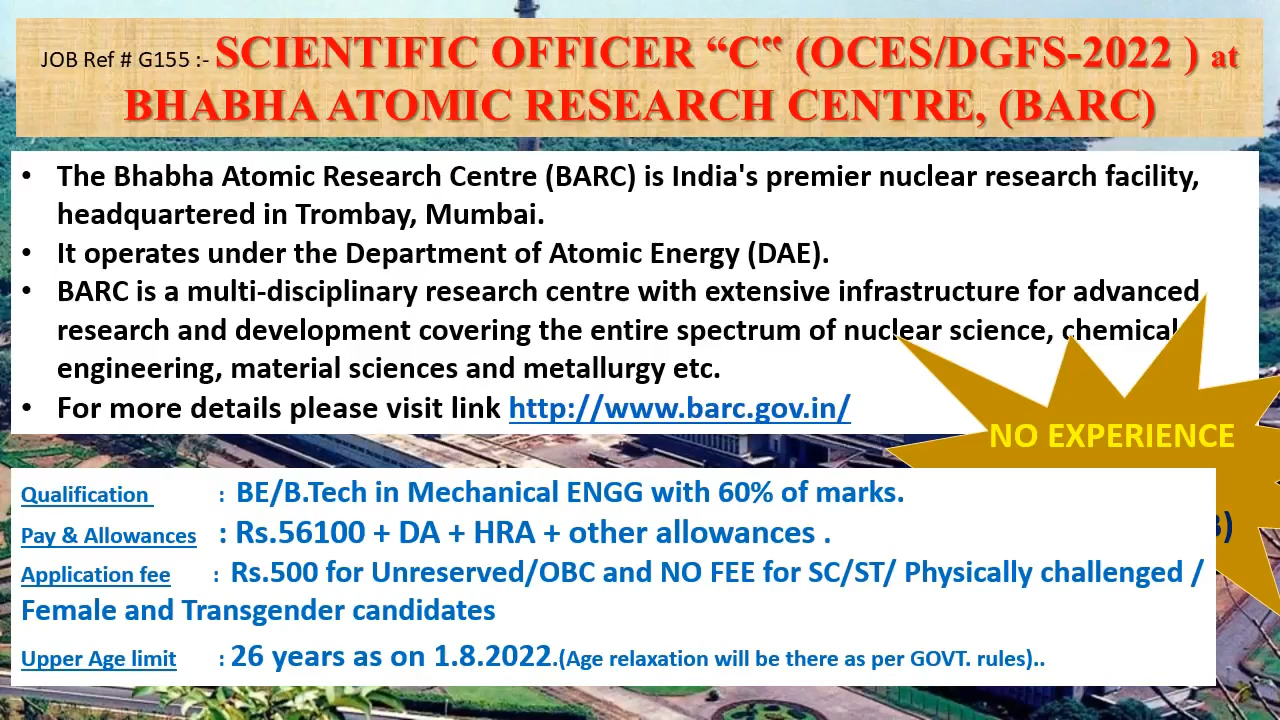 JOB Ref # G155 :- SCIENTIFIC OFFICER “C‟ (OCES/DGFS-2022 ) at
BHABHA ATOMIC RESEARCH CENTRE, (BARC)
• The Bhabha Atomic Research Centre (BARC) is India's premier nuclear research facility,
headquartered in Trombay, Mumbai.
• It operates under the Department of Atomic Energy (DAE).
• BARC is a multi-disciplinary research centre with extensive infrastructure for advanced
research and development covering the entire spectrum of nuclear science, chemical
engineering, material sciences and metallurgy etc.
• For more details please visit link http://www.barc.gov.in/
NO EXPERIENCE
Qualification : BE/B.Tech in Mechanical ENGG with 60% of marks.
Pay & Allowances : Rs.56100 + DA + HRA + other allowances .
Application fee : Rs.500 for Unreserved/OBC and NO FEE for SC/ST/ Physically challenged /
Female and Transgender candidates
Upper Age limit : 26 years as on 1.8.2022.(Age relaxation will be there as per GOVT. rules)..